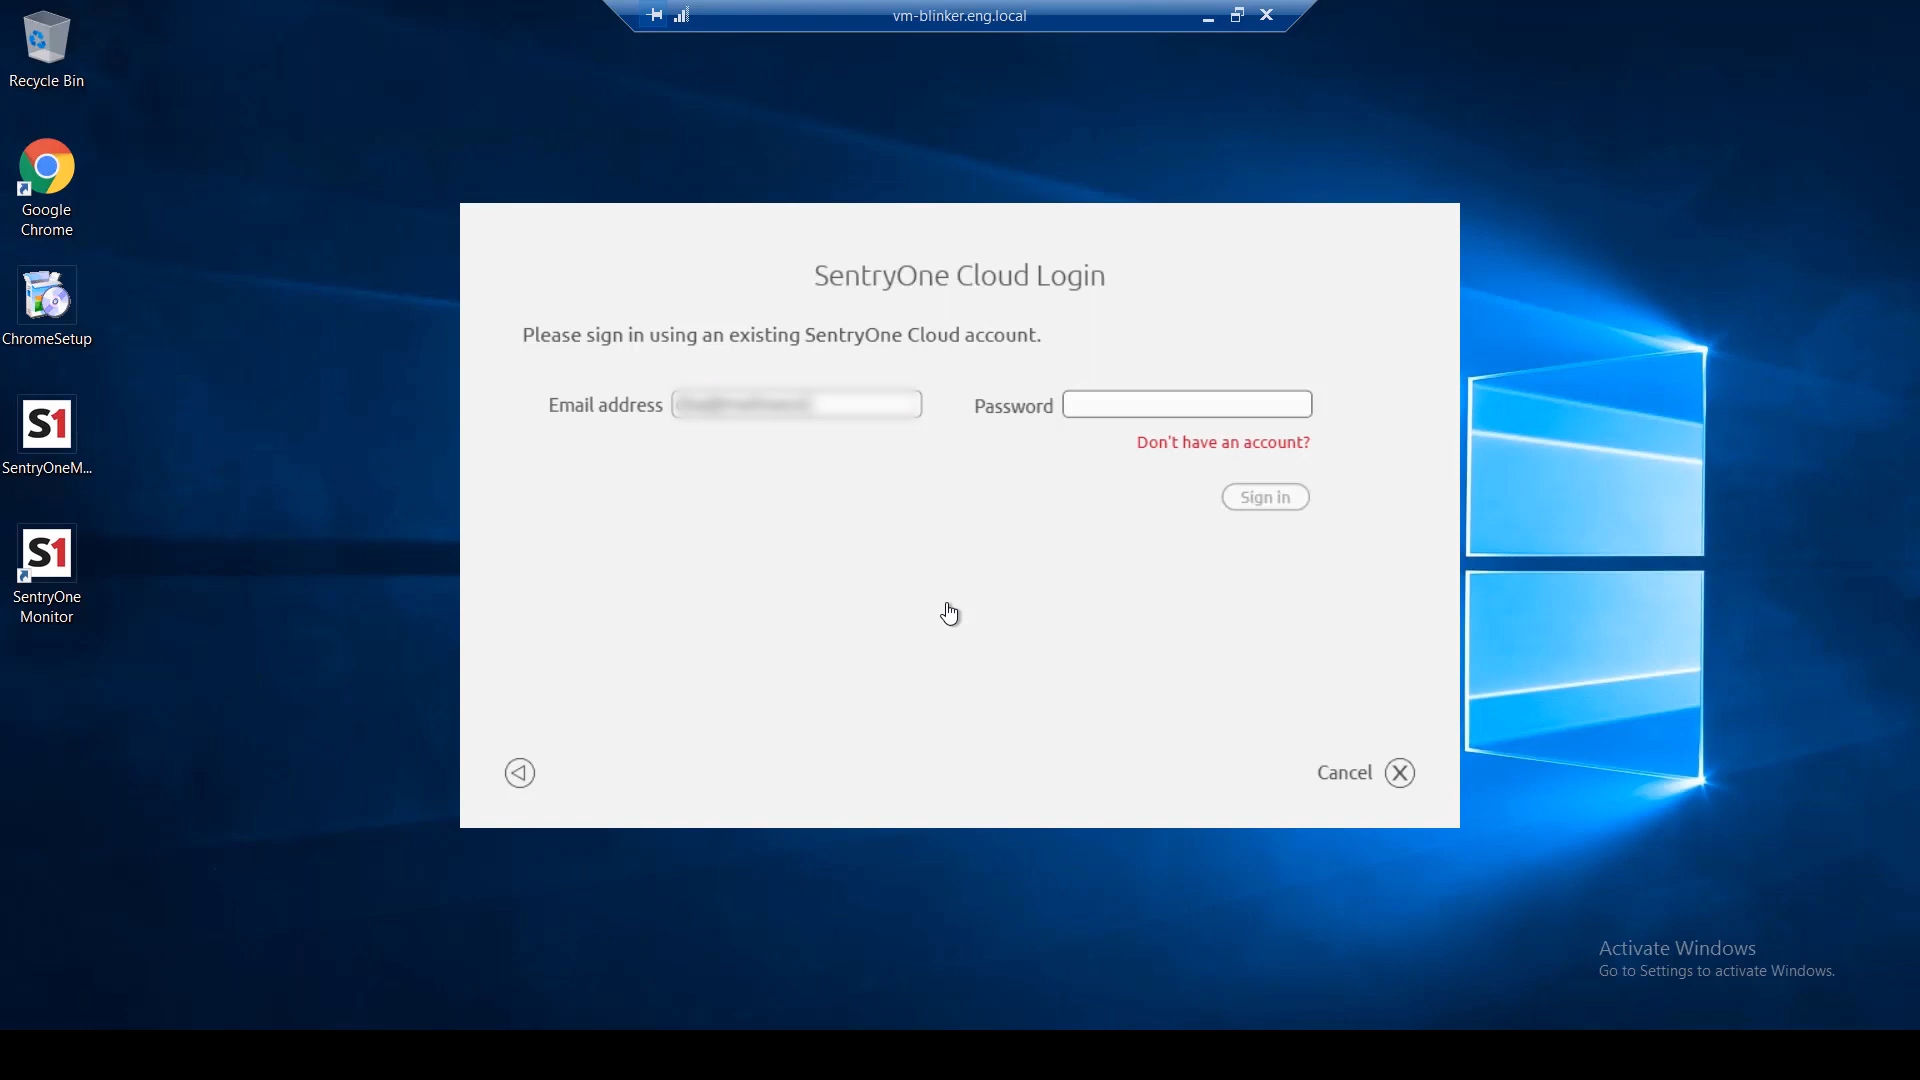 vm-blinker.eng.local
Recycle Bin
Google
Chrome
ChromeSetup
S1
SentryOneM...
S1
SentryOne
Monitor
SentryOne Cloud Login
Please sign in using an existing SentryOne Cloud account.
Email address
Password
Don't have an account?
Sign in
Cancel
Activate Windows
Go to Settings to activate Windows.